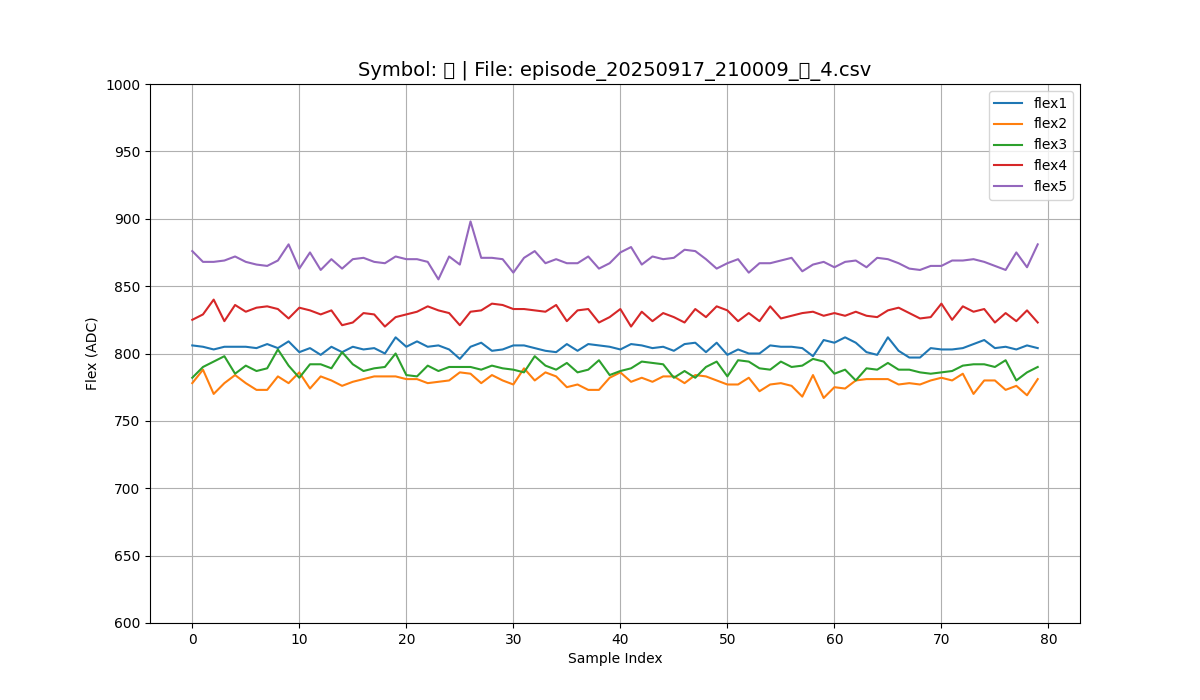 Symbol: | File: episode_20250917_210009_ _4.csv
1000
950
900
850
800
750
700
650
600
Flex (ADC)
0 10 20 30 40 50 60 70 80
Sample Index
flex1
flex2
flex3
flex4
flex5